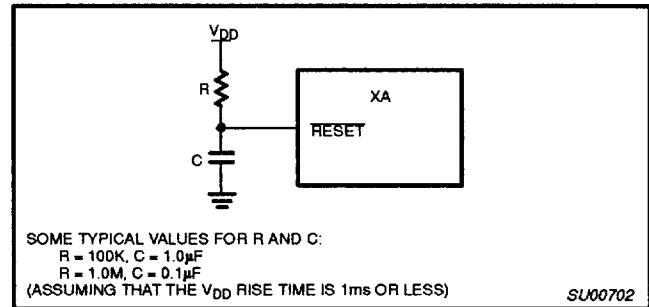 VDD
R
XA
RESET
C
SOME TYPICAL VALUES FOR R AND C:
R = 100K, C = 1.0µF
R = 1.0M, C = 0.1µF
(ASSUMING THAT THE VDD RISE TIME IS 1ms OR LESS)
SU00702